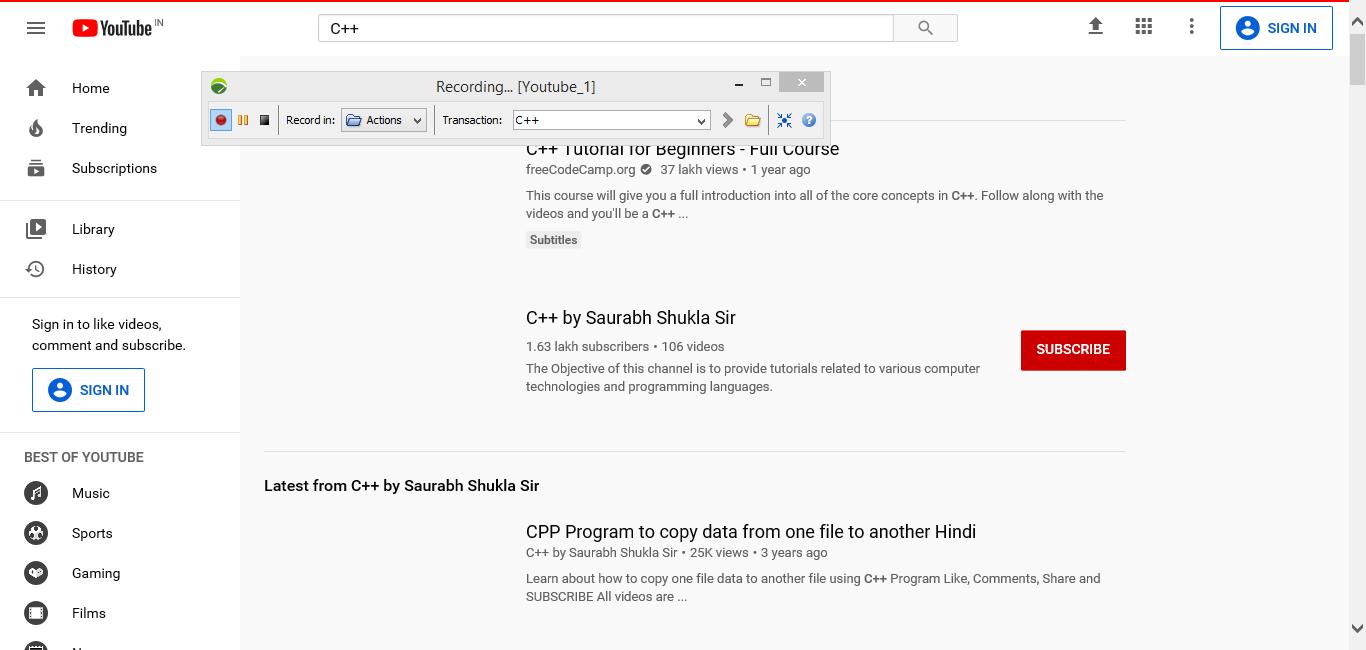 YouTube IN
C++
SIGN IN
Home
Trending
Subscriptions
Library
History
Sign in to like videos,
comment and subscribe.
SIGN IN
BEST OF YOUTUBE
Music
Sports
Gaming
Films
Recording... [Youtube_1]
Record in: Actions Transaction: C++
C++ Tutorial for Beginners - Full Course
freeCodeCamp.org 37 lakh views • 1 year ago
This course will give you a full introduction into all of the core concepts in C++. Follow along with the
videos and you'll be a C++ ...
Subtitles
C++ by Saurabh Shukla Sir
1.63 lakh subscribers • 106 videos
The Objective of this channel is to provide tutorials related to various computer
technologies and programming languages.
SUBSCRIBE
Latest from C++ by Saurabh Shukla Sir
CPP Program to copy data from one file to another Hindi
C++ by Saurabh Shukla Sir • 25K views • 3 years ago
Learn about how to copy one file data to another file using C++ Program Like, Comments, Share and
SUBSCRIBE All videos are ...